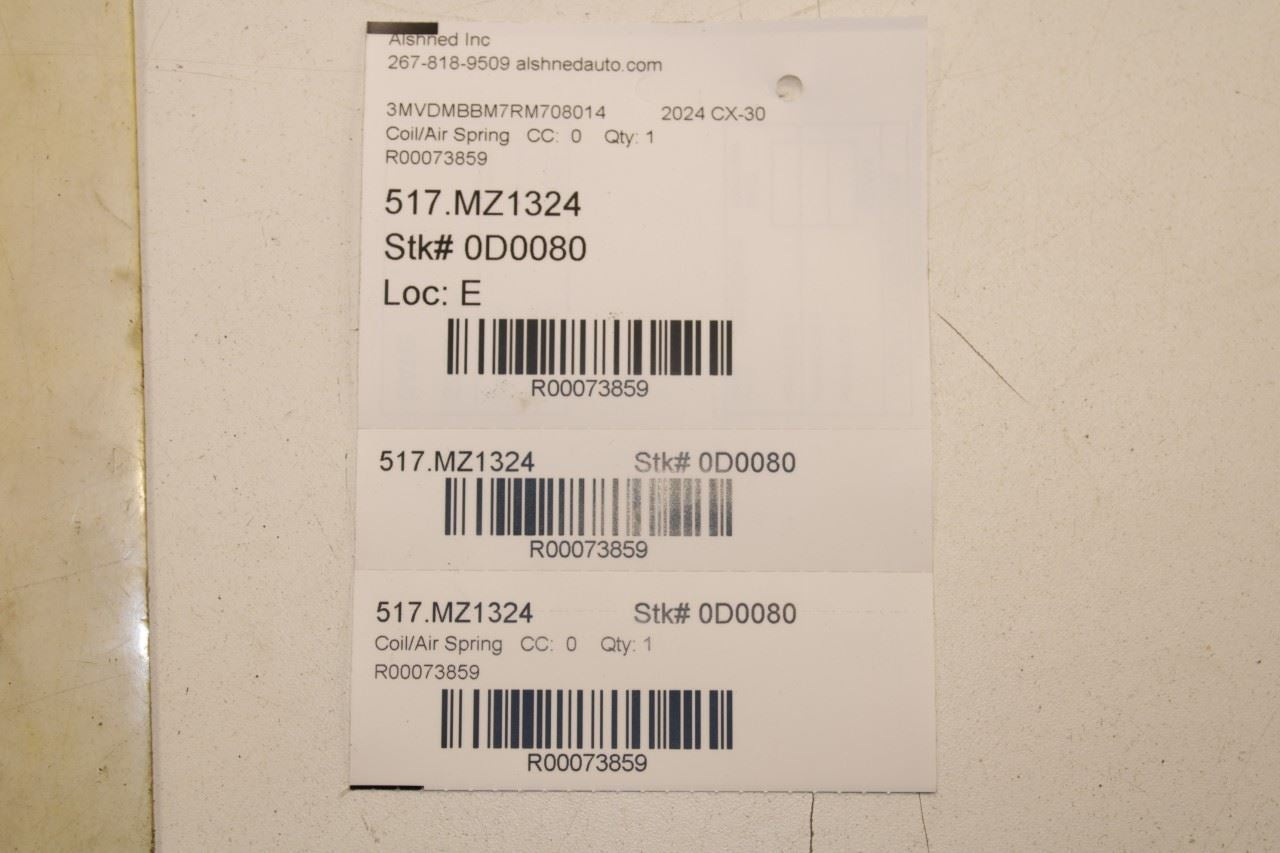 Alshned Inc
267-818-9509 alshnedauto.com
3MVDMBBM7RM708014 2024 CX-30
Coil/Air Spring CC: 0 Qty: 1
R00073859
517.MZ1324
Stk# 0D0080
Loc: E
R00073859
517.MZ1324 Stk# 0D0080
R00073859
517.MZ1324 Stk# 0D0080
Coil/Air Spring CC: 0 Qty: 1
R00073859
R00073859